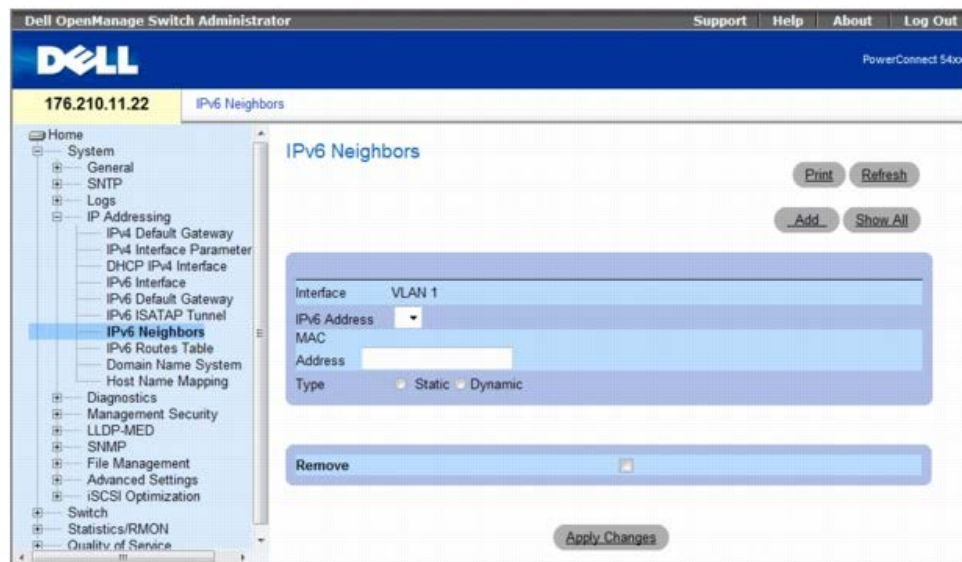 Dell OpenManage Switch Administrator
Support Help About Log Out
DELL
PowerConnect 54xx
176.210.11.22
IPv6 Neighbors
Home
System
General
SNTP
Logs
IP Addressing
IPv4 Default Gateway
IPv4 Interface Parameter
DHCP IPv4 Interface
IPv6 Interface
IPv6 Default Gateway
IPv6 ISATAP Tunnel
IPv6 Neighbors
IPv6 Routes Table
Domain Name System
Host Name Mapping
Diagnostics
Management Security
LLDP-MED
SNMP
File Management
Advanced Settings
iSCSI Optimization
Switch
Statistics/RMON
Quality of Service
IPv6 Neighbors
Print Refresh
Add Show All
Interface VLAN 1
IPv6 Address
MAC
Address
Type Static Dynamic
Remove
Apply Changes